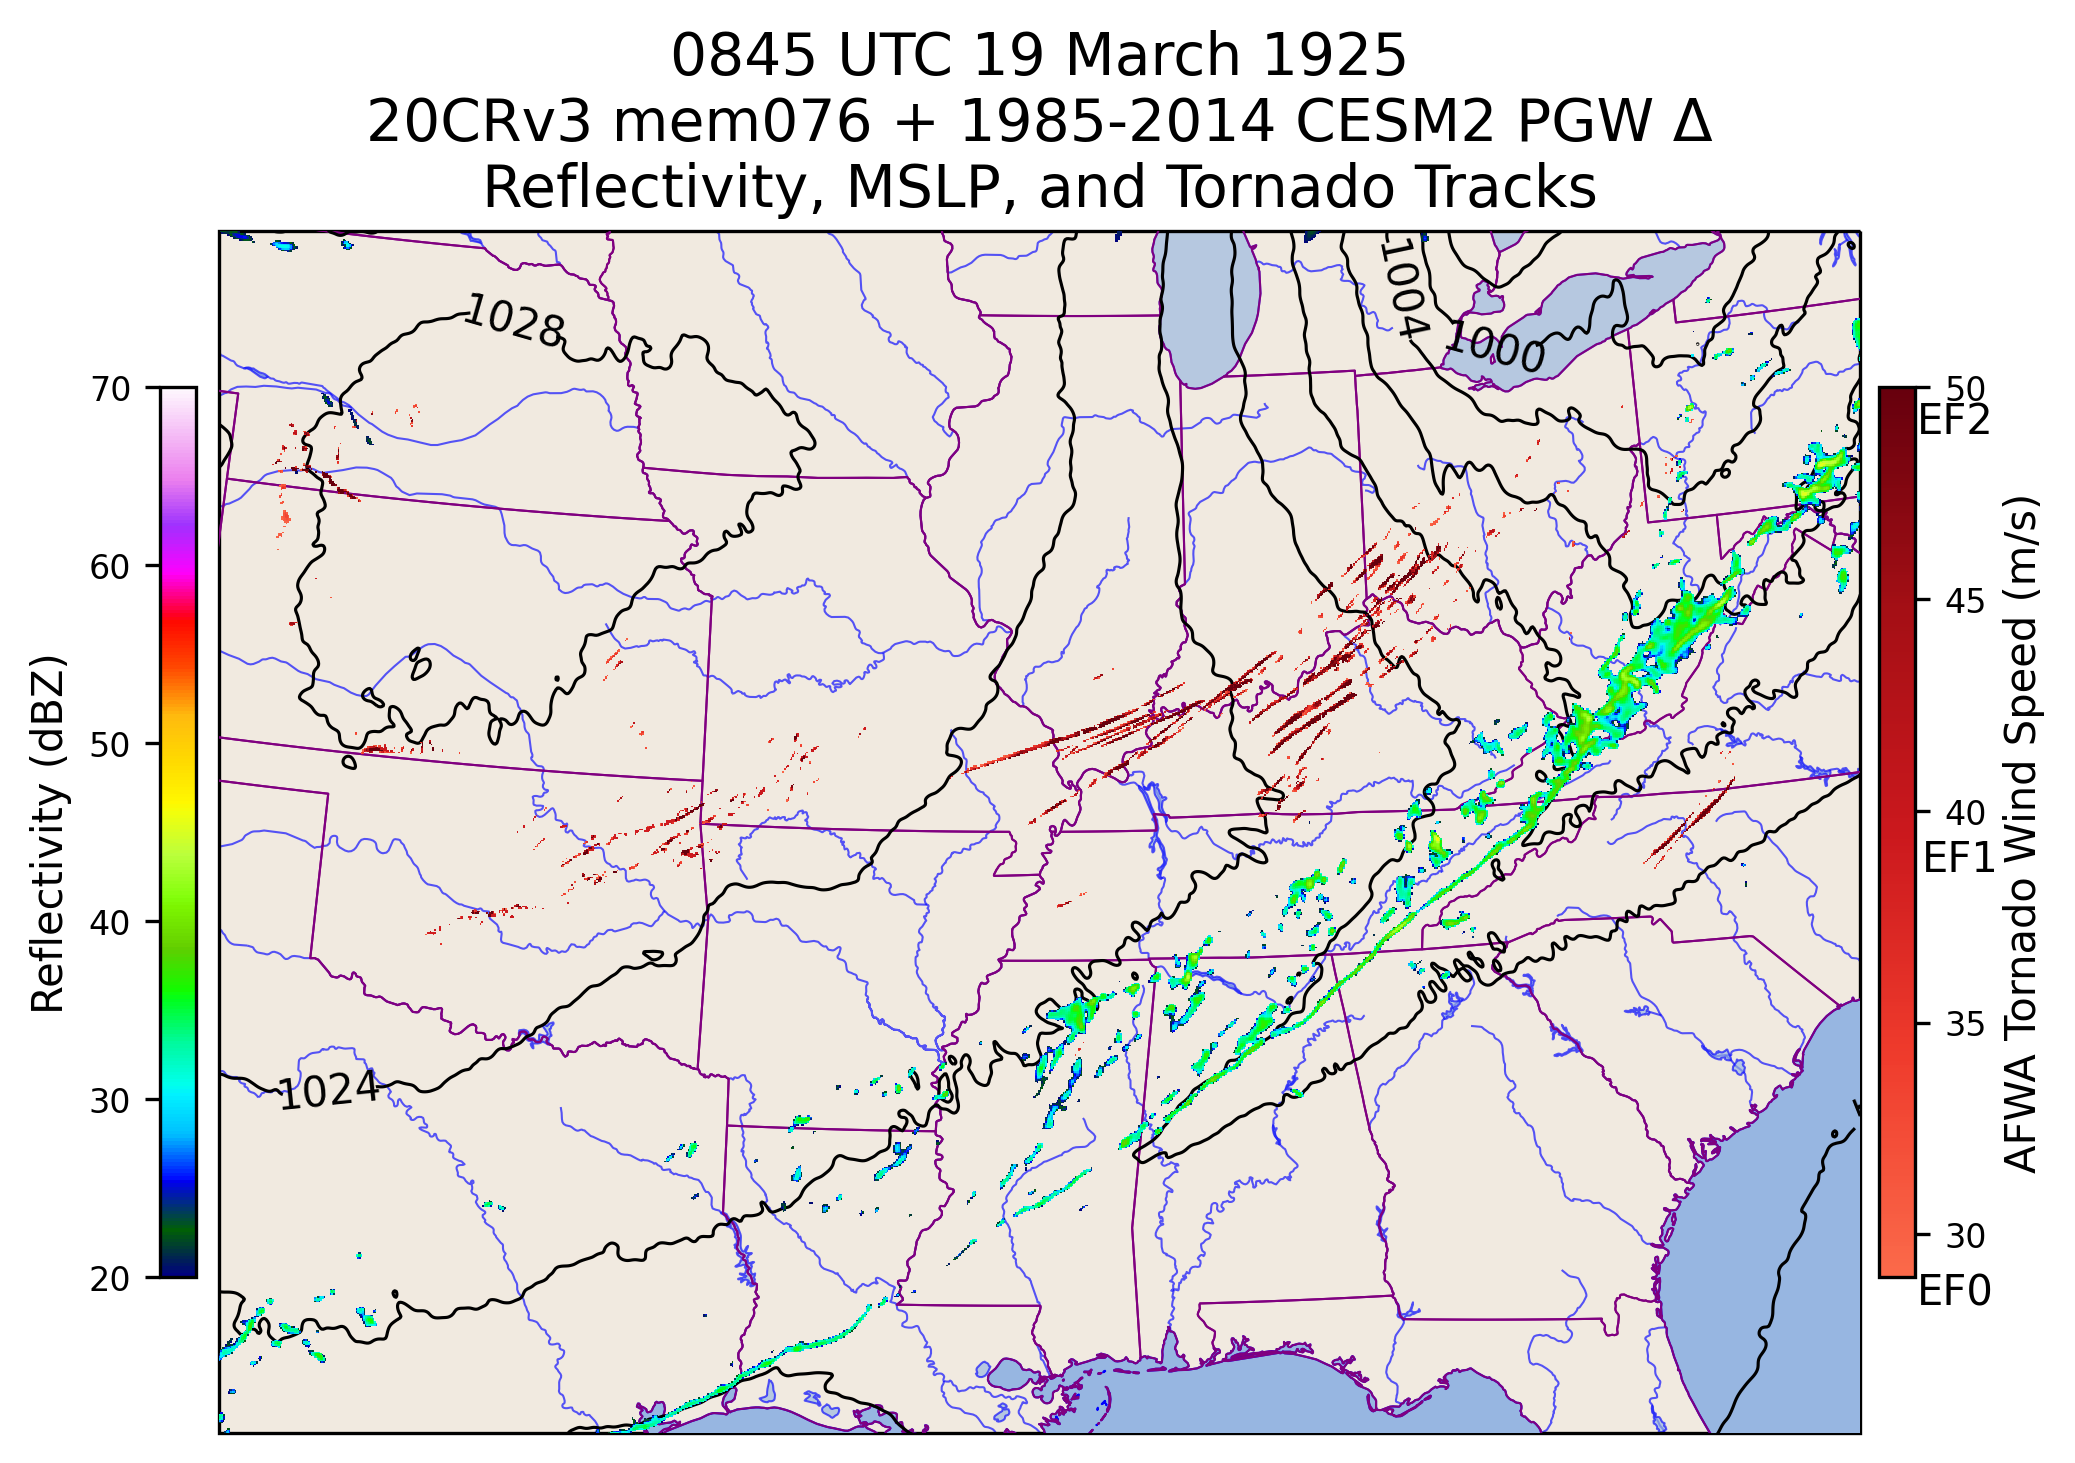 0845 UTC 19 March 1925
20CRv3 mem076 + 1985-2014 CESM2 PGW Δ
Reflectivity, MSLP, and Tornado Tracks
1028
1004
1000
1024
70
60
50
40
30
20
Reflectivity (dBZ)
50
EF2
45
40
EF1
35
30
EF0
AFWA Tornado Wind Speed (m/s)